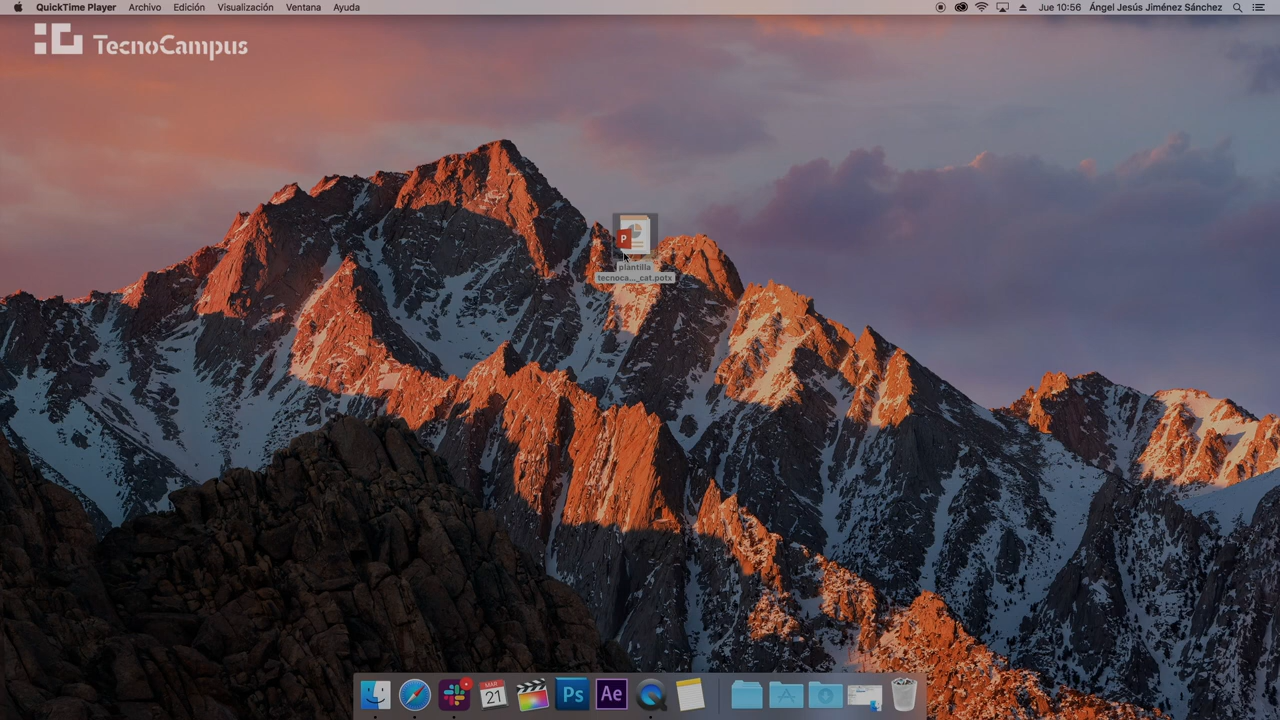 QuickTime Player Archivo Edición Visualización Ventana Ayuda Jue 10:56 Ángel Jesús Jiménez Sánchez
TecnoCampus
P
plantilla
tecnoca..._cat.potx
MAR
21
Ps
Ae